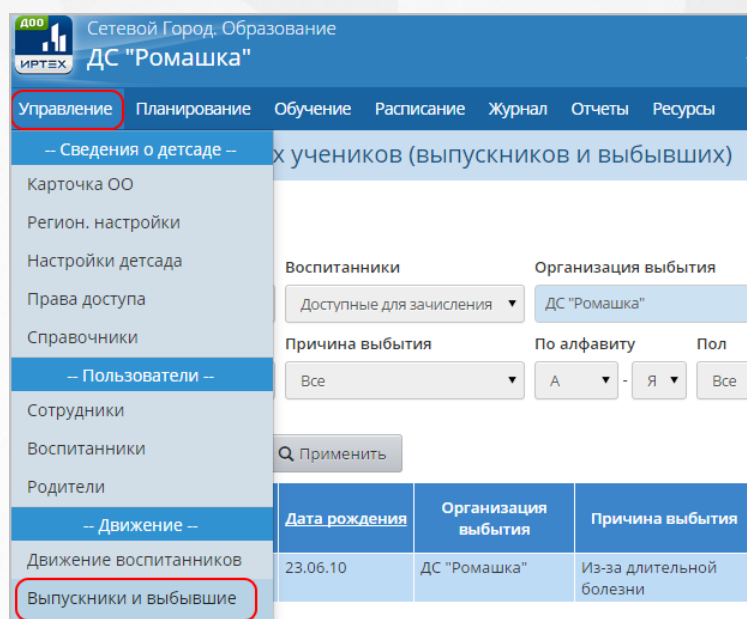 ДОО
ИРТЕХ
Сетевой Город. Образование
ДС "Ромашка"
Управление Планирование Обучение Расписание Журнал Отчеты Ресурсы
-- Сведения о детсаде --
Карточка ОО
Регион. настройки
Настройки детсада
Права доступа
Справочники
-- Пользователи --
Сотрудники
Воспитанники
Родители
-- Движение --
Движение воспитанников
Выпускники и выбывшие
х учеников (выпускников и выбывших)
Воспитанники Организация выбытия
Доступные для зачисления ДС "Ромашка"
Причина выбытия По алфавиту Пол
Все А - Я Все
Применить
Дата рождения Организация выбытия Причина выбытия
23.06.10 ДС "Ромашка" Из-за длительной
болезни